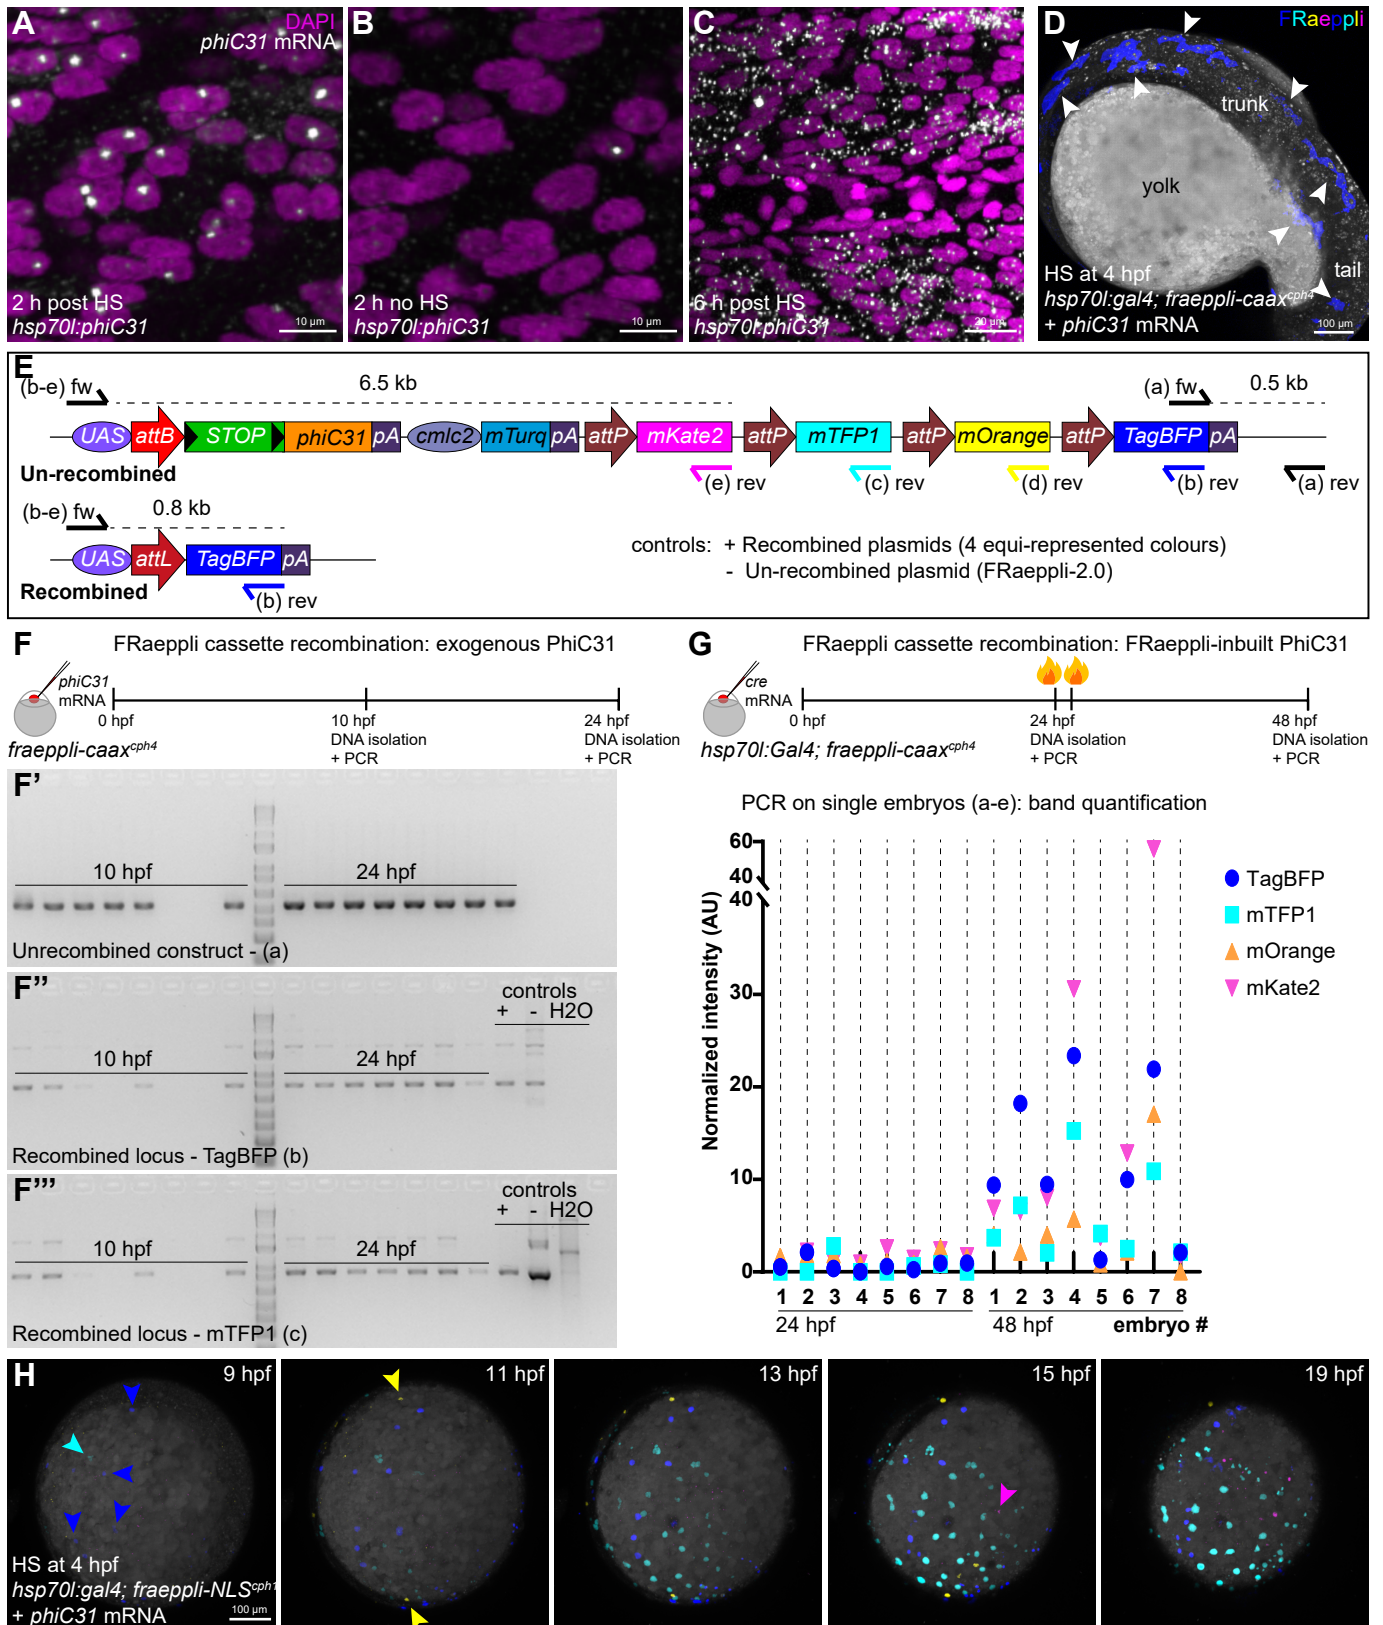 A
DAPI
phiC31 mRNA
2 h post HS
hsp70l:phiC31
10 µm
B
2 h no HS
hsp70l:phiC31
10 µm
C
6 h post HS
hsp70l:phiC31
D
FRaeppli
trunk
yolk
tail
HS at 4 hpf
hsp70l:gal4; fraeppli-caax^cph4
+ phiC31 mRNA
100 µm
E
(b-e) fw
6.5 kb
(a) fw
0.5 kb
UAS attB STOP phiC31 pA cmlc2 mTurq pA attP mKate2 attP mTFP1 attP mOrange attP TagBFP pA
Un-recombined
(e) rev
(c) rev
(d) rev
(b) rev
(a) rev
(b-e) fw
0.8 kb
UAS attL TagBFP pA
Recombined
(b) rev
controls: + Recombined plasmids (4 equi-represented colours)
- Un-recombined plasmid (FRaeppli-2.0)
F
FRaeppli cassette recombination: exogenous PhiC31
phiC31
mRNA
0 hpf
10 hpf
DNA isolation
+ PCR
24 hpf
DNA isolation
+ PCR
fraeppli-caax^cph4
F’
10 hpf
24 hpf
Unrecombined construct - (a)
F’’
controls
+ - H2O
10 hpf
24 hpf
Recombined locus - TagBFP (b)
F’’’
controls
+ - H2O
10 hpf
24 hpf
Recombined locus - mTFP1 (c)
G
FRaeppli cassette recombination: FRaeppli-inbuilt PhiC31
cre
mRNA
0 hpf
24 hpf
DNA isolation
+ PCR
48 hpf
DNA isolation
+ PCR
hsp70l:Gal4; fraeppli-caax^cph4
PCR on single embryos (a-e): band quantification
Normalized intensity (AU)
60
40
40
30
20
10
0
1 2 3 4 5 6 7 8 1 2 3 4 5 6 7 8
24 hpf
48 hpf
embryo #
TagBFP
mTFP1
mOrange
mKate2
H
9 hpf
HS at 4 hpf
hsp70l:gal4; fraeppli-NLS^cph1
+ phiC31 mRNA
100 µm
11 hpf
13 hpf
15 hpf
19 hpf